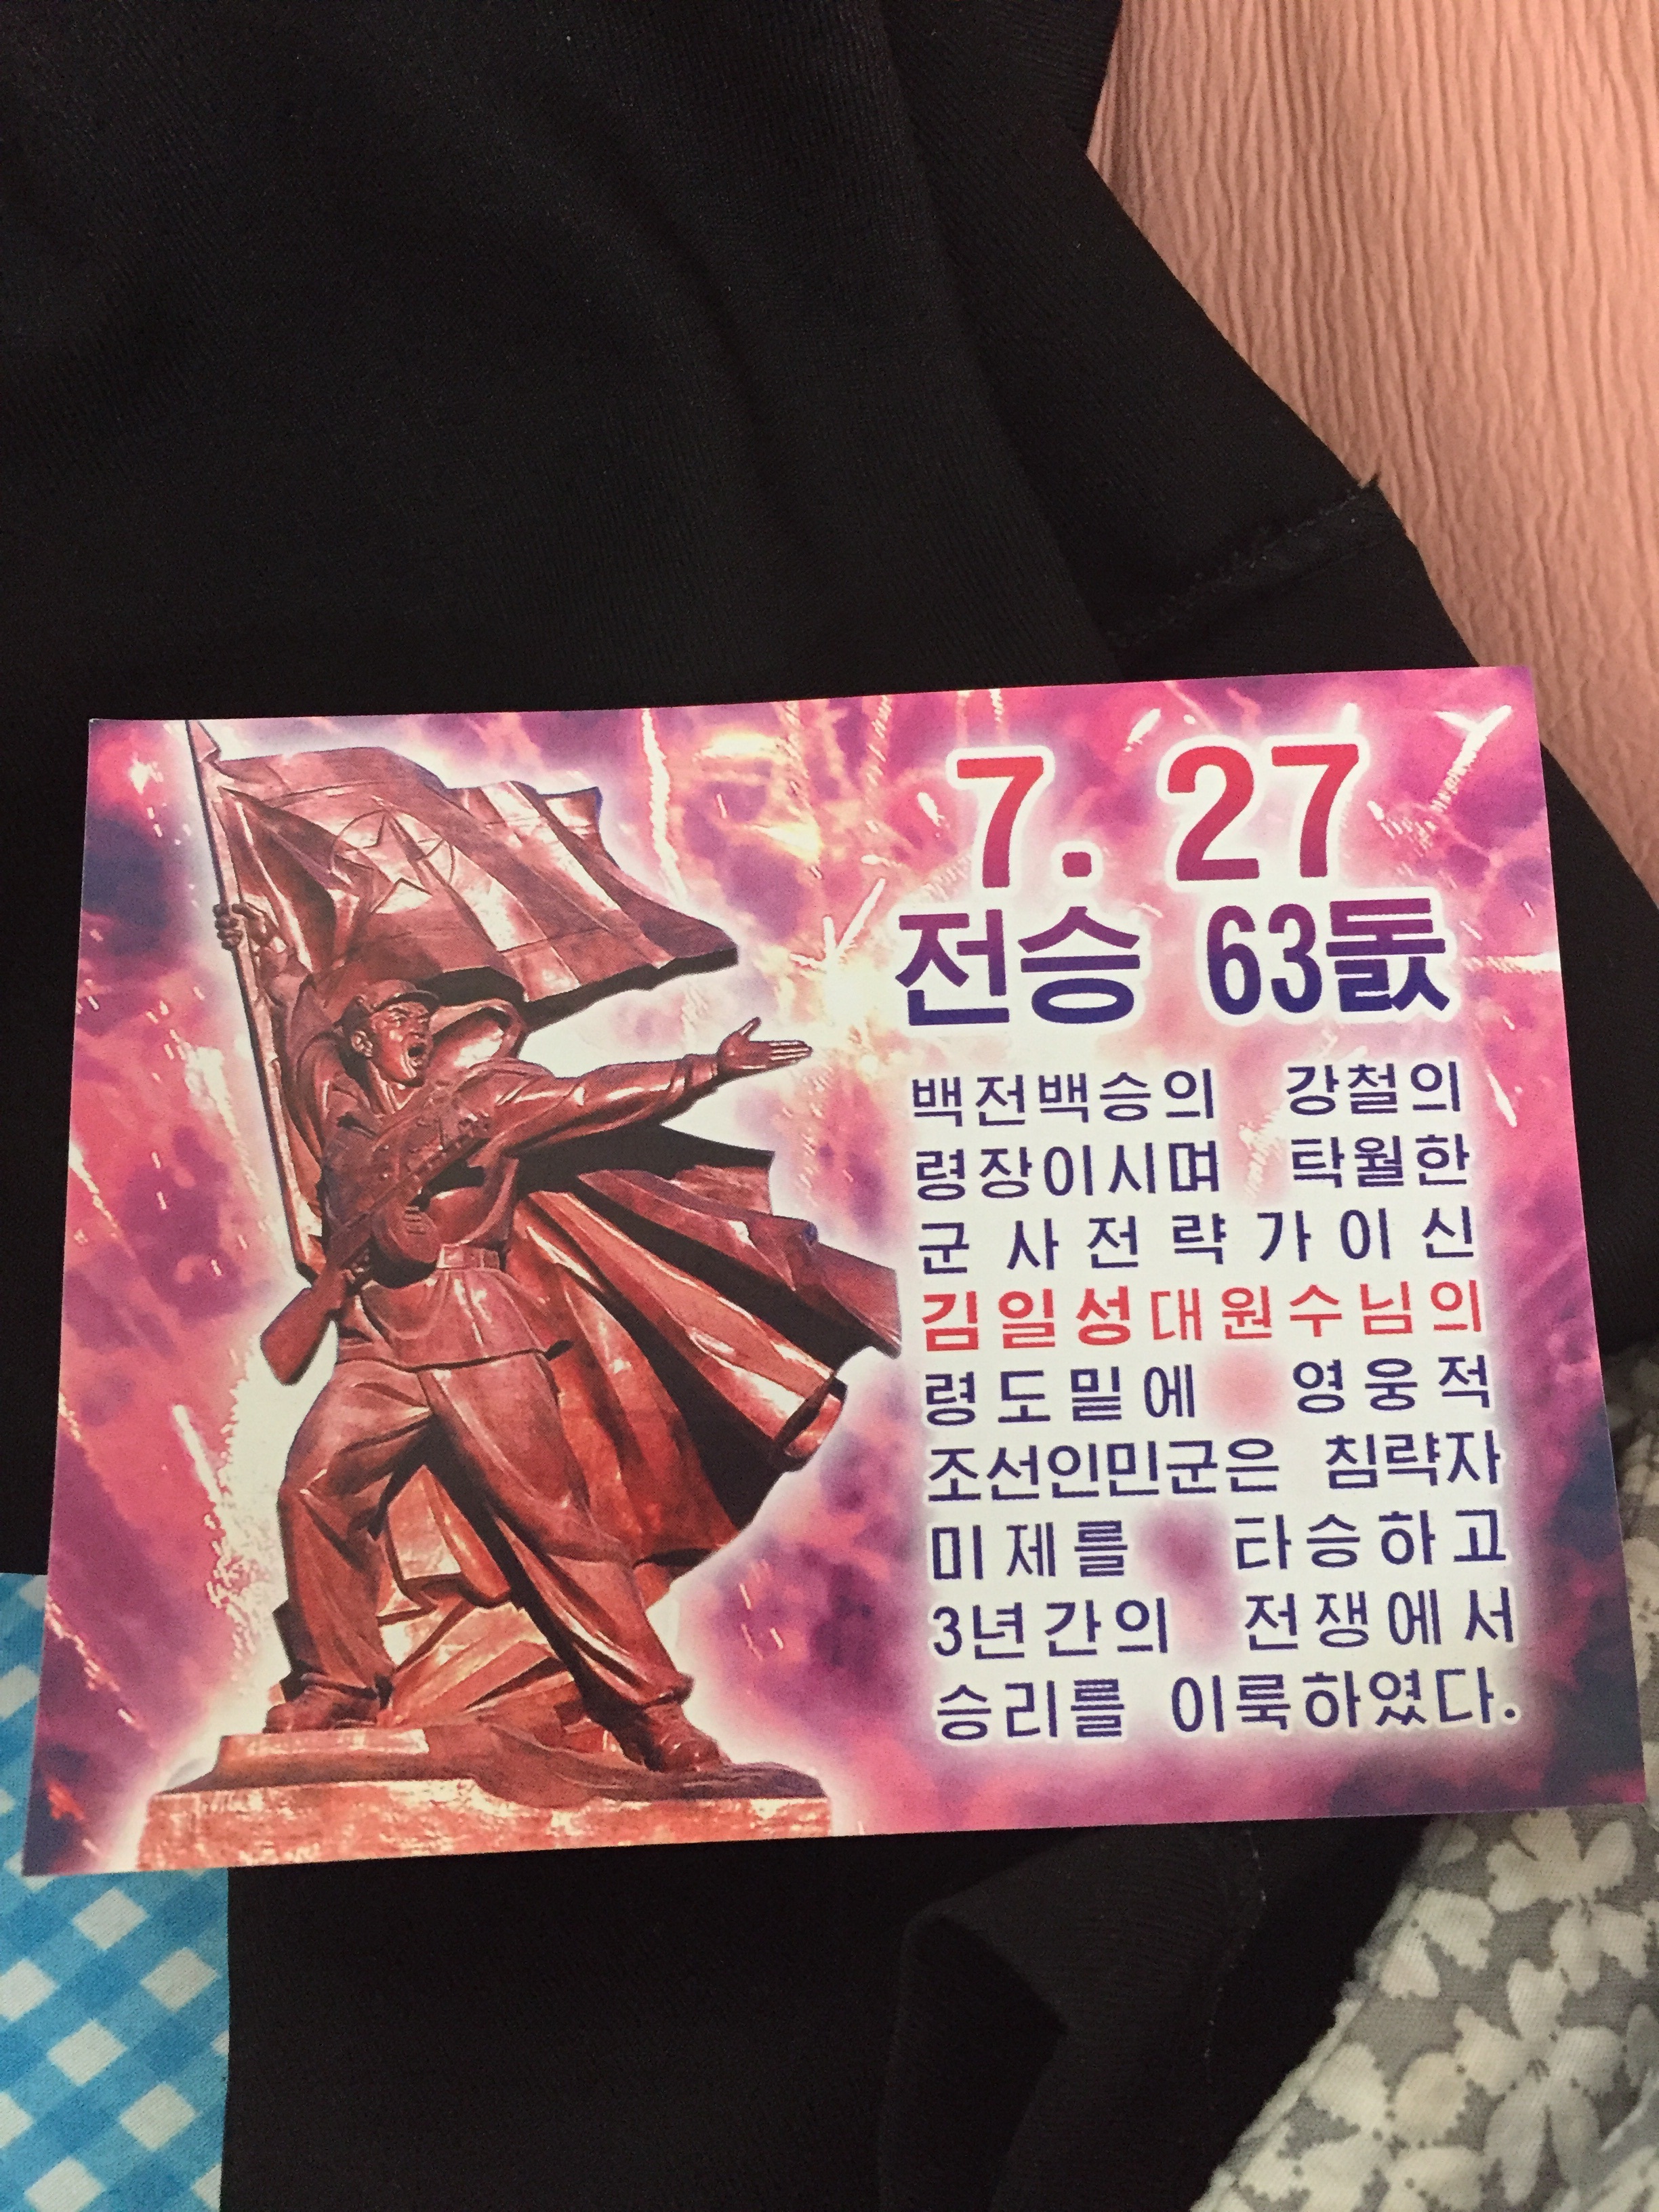 7. 27
전승 63돐
백전백승의 강철의
령장이시며 탁월한
군사전략가이신
김일성대원수님의
령도밑에 영웅적
조선인민군은 침략자
미제를 타승하고
3년간의 전쟁에서
승리를 이룩하였다.